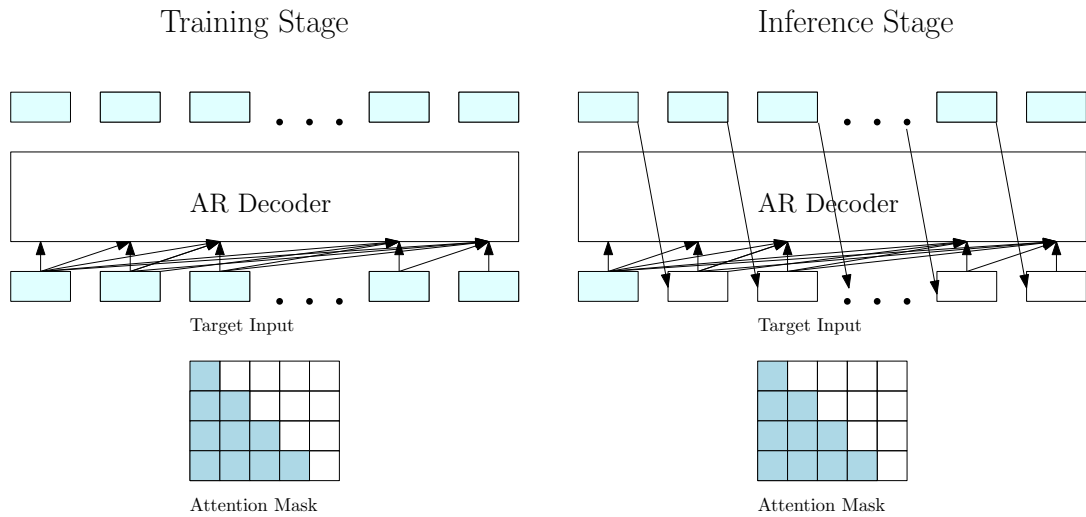 Training Stage
Inference Stage
AR Decoder
AR Decoder
Target Input
Target Input
Attention Mask
Attention Mask